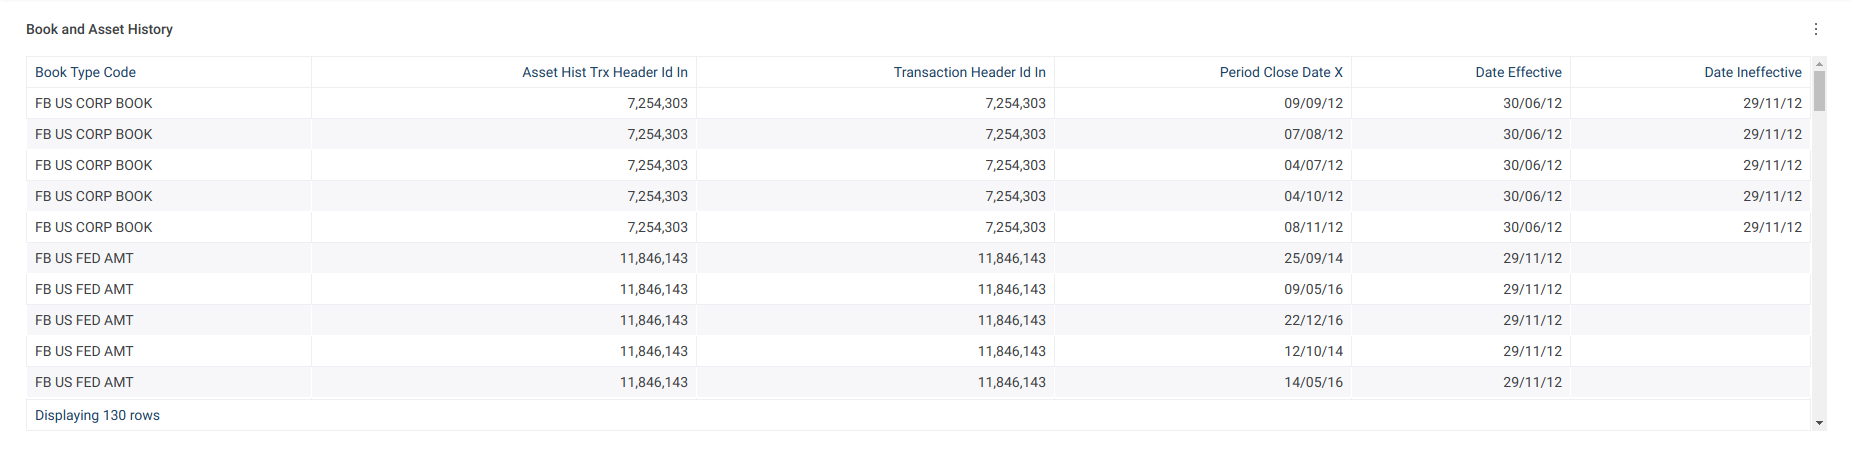 Book and Asset History
Book Type Code Asset Hist Trx Header Id In Transaction Header Id In Period Close Date X Date Effective Date Ineffective
FB US CORP BOOK 7,254,303 7,254,303 09/09/12 30/06/12 29/11/12
FB US CORP BOOK 7,254,303 7,254,303 07/08/12 30/06/12 29/11/12
FB US CORP BOOK 7,254,303 7,254,303 04/07/12 30/06/12 29/11/12
FB US CORP BOOK 7,254,303 7,254,303 04/10/12 30/06/12 29/11/12
FB US CORP BOOK 7,254,303 7,254,303 08/11/12 30/06/12 29/11/12
FB US FED AMT 11,846,143 11,846,143 25/09/14 29/11/12
FB US FED AMT 11,846,143 11,846,143 09/05/16 29/11/12
FB US FED AMT 11,846,143 11,846,143 22/12/16 29/11/12
FB US FED AMT 11,846,143 11,846,143 12/10/14 29/11/12
FB US FED AMT 11,846,143 11,846,143 14/05/16 29/11/12
Displaying 130 rows